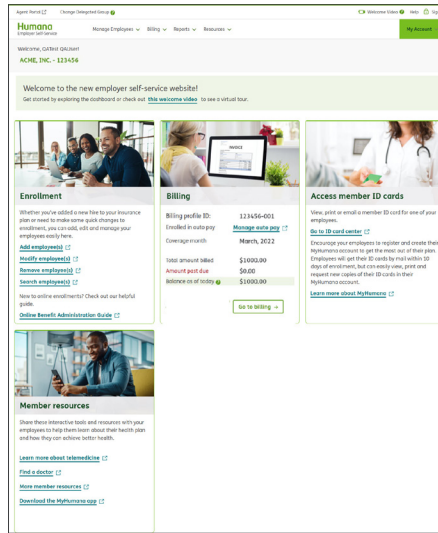 Agent Portal
Change Delegated Group
Welcome Video
Help
Humana
Employer Self-Service
Manage Employees
Billing
Reports
Resources
My Account
Welcome, QATest QAUser!
ACME, INC. - 123456
Welcome to the new employer self-service website!
Get started by exploring the dashboard or check out this welcome video to see a virtual tour.
INVOICE
Enrollment
Whether you've added a new hire to your insurance
plan or need to make some quick changes to
enrollment, you can add, edit and manage your
employees easily here.
Add employee(s)
Modify employee(s)
Remove employee(s)
Search employee(s)
New to online enrollments? Check out our helpful
guide.
Online Benefit Administration Guide
Billing
Billing profile ID: 123456-001
Enrolled in auto pay Manage auto pay
Coverage month March, 2022
Total amount billed $1000.00
Amount past due $0.00
Balance as of today $1000.00
Go to billing →
Access member ID cards
View, print or email a member ID card for one of your
employees.
Go to ID card center
Encourage your employees to register and create their
MyHumana account to get the most out of their plan.
Employees will get their ID cards by mail within 10
days of enrollment, but can easily view, print and
request new copies of their ID cards in their
MyHumana account.
Learn more about MyHumana
Member resources
Share these interactive tools and resources with your
employees to help them learn about their health plan
and how they can achieve better health.
Learn more about telemedicine
Find a doctor
More member resources
Download the MyHumana app